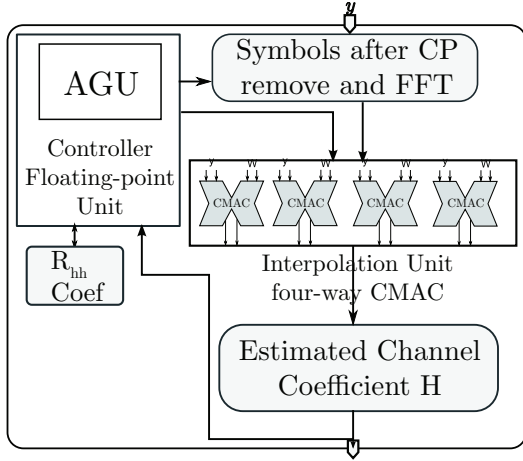 y
Symbols after CP
remove and FFT
AGU
Controller
Floating-point
Unit
y W y W y W y W
CMAC CMAC CMAC CMAC
R_hh
Coef
Interpolation Unit
four-way CMAC
Estimated Channel
Coefficient H